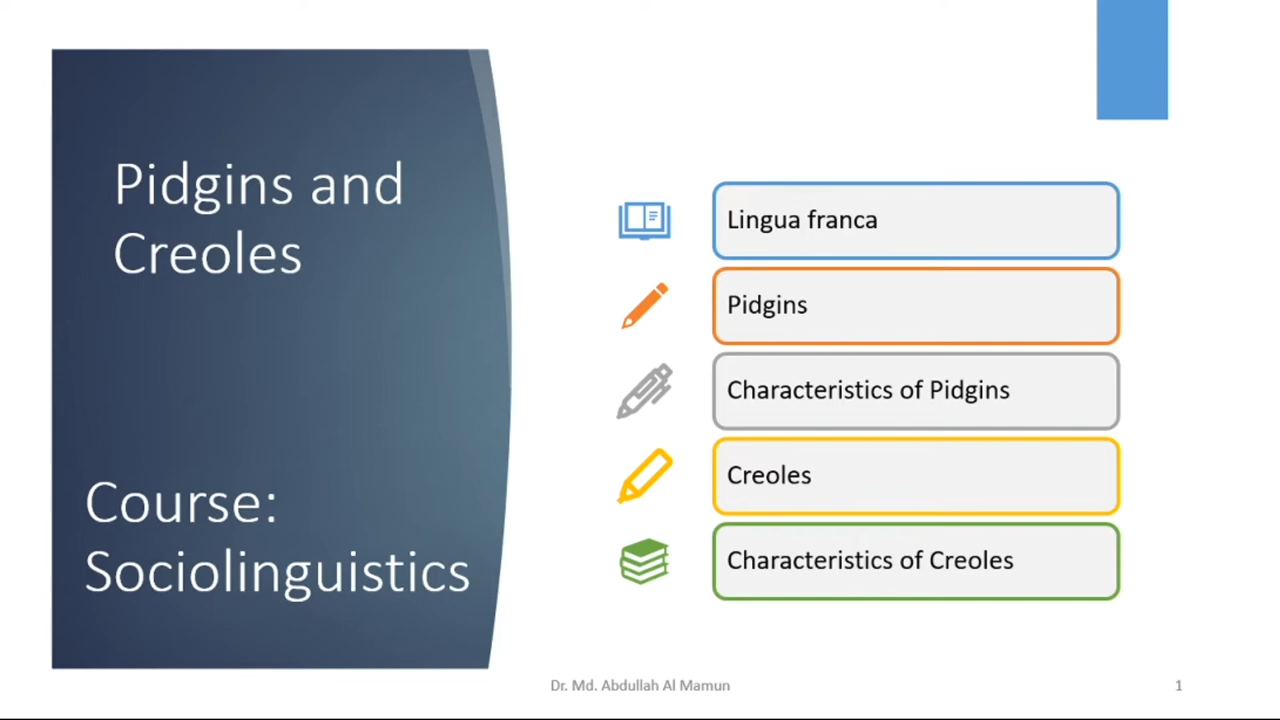 Pidgins and
Creoles
Course:
Sociolinguistics
Lingua franca
Pidgins
Characteristics of Pidgins
Creoles
Characteristics of Creoles
Dr. Md. Abdullah Al Mamun
1